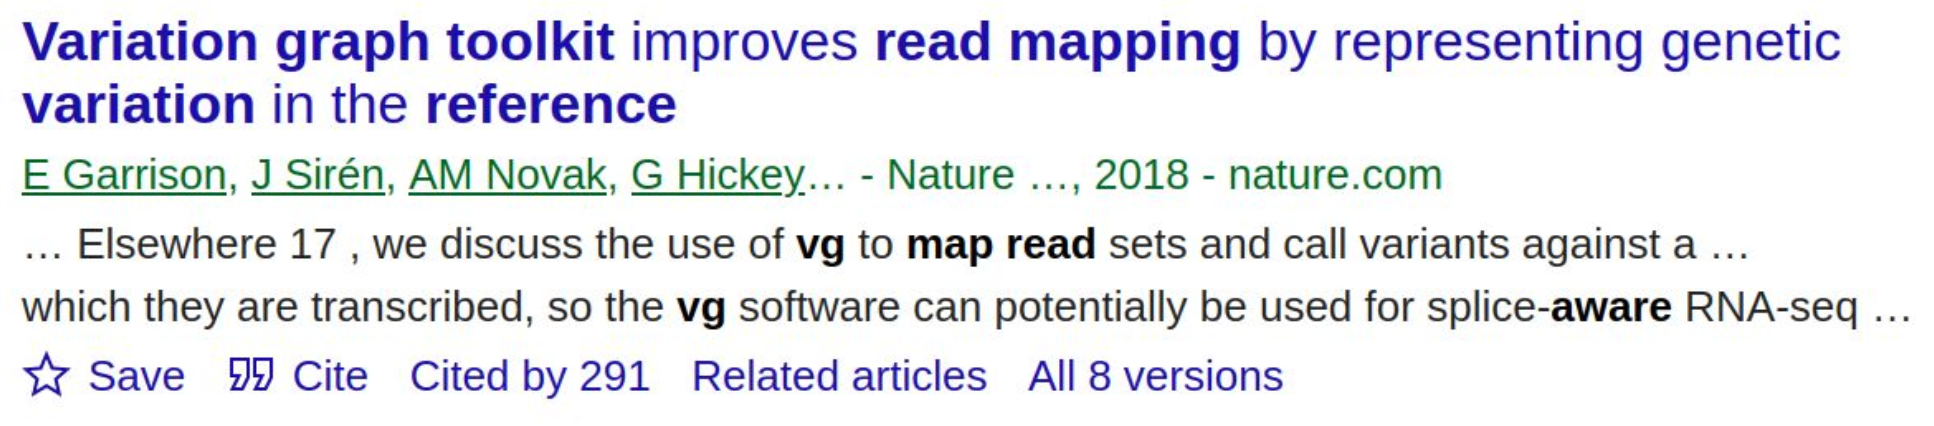 Variation graph toolkit improves read mapping by representing genetic
variation in the reference
E Garrison, J Sirén, AM Novak, G Hickey… - Nature …, 2018 - nature.com
… Elsewhere 17 , we discuss the use of vg to map read sets and call variants against a …
which they are transcribed, so the vg software can potentially be used for splice-aware RNA-seq …
Save Cite Cited by 291 Related articles All 8 versions